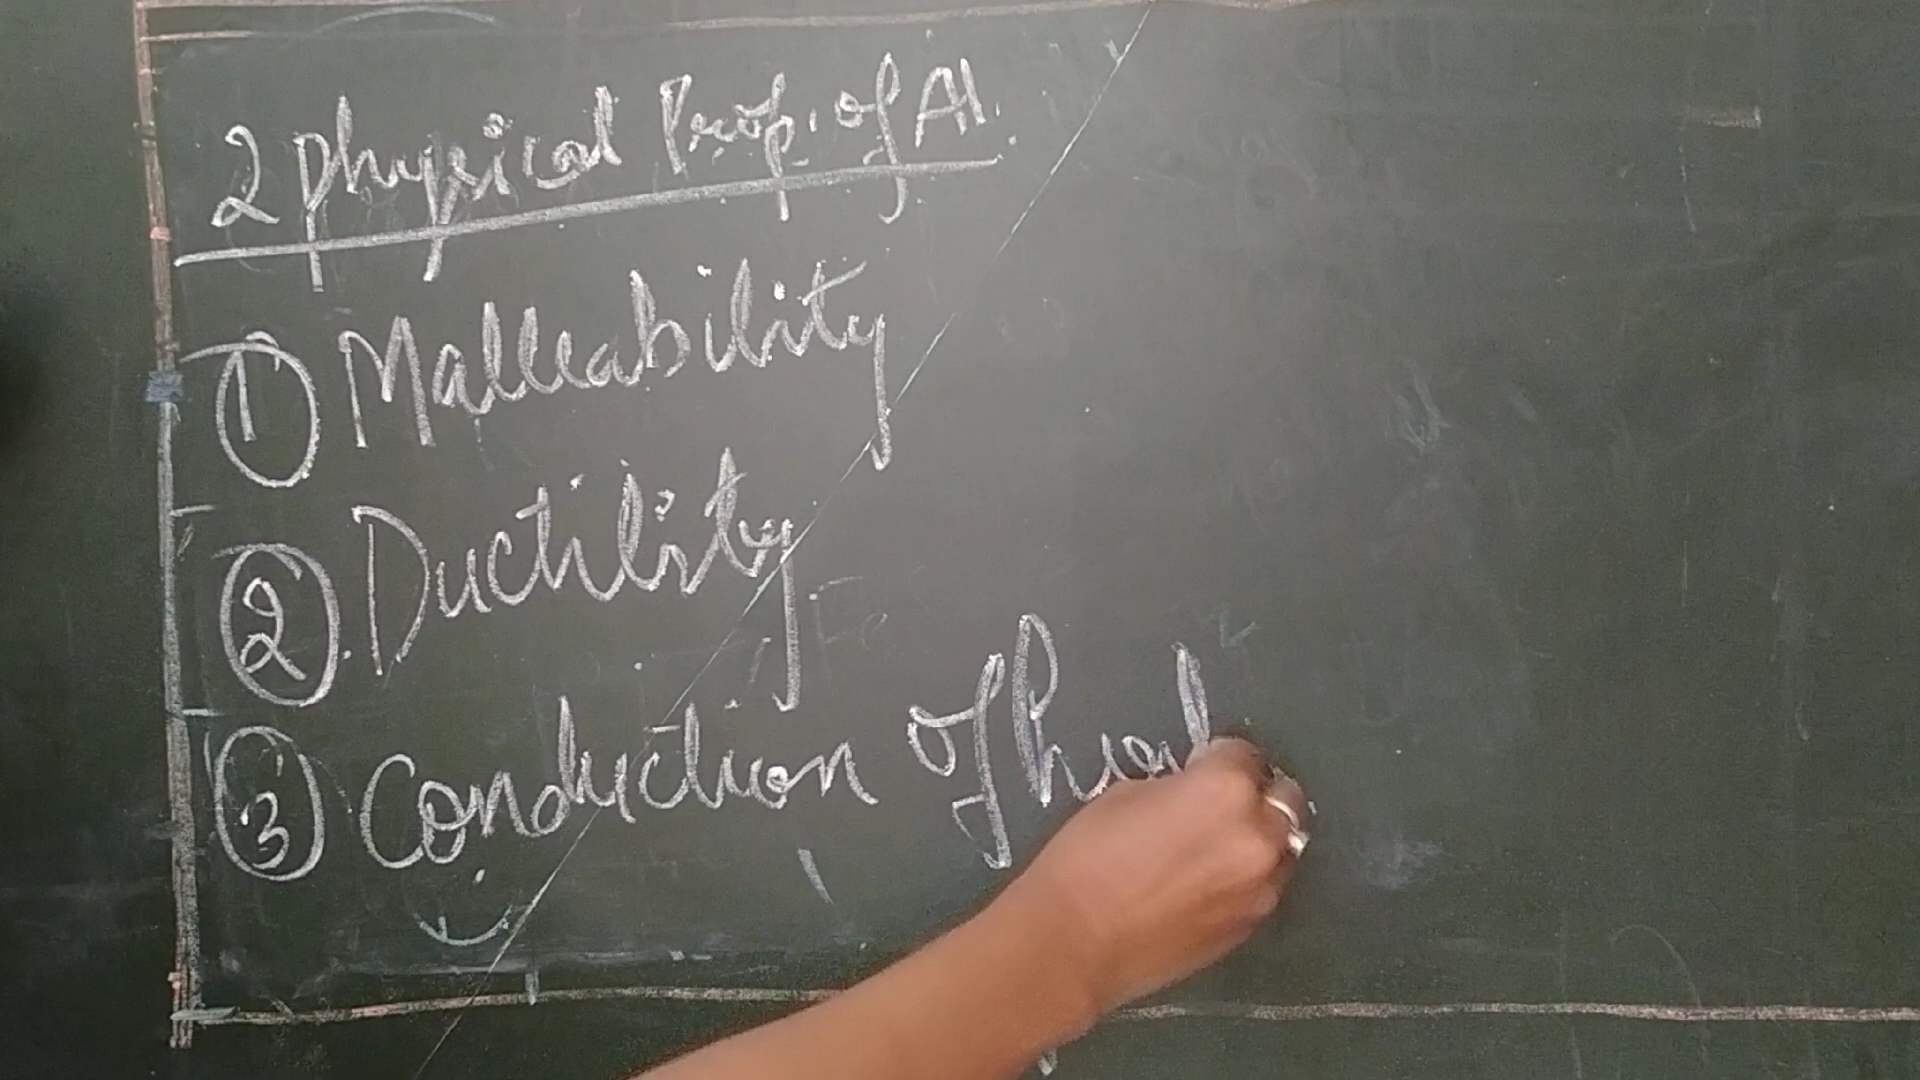 2 Physical Prop. of Al.
① Malleability
② Ductility
③ Conduction of heat